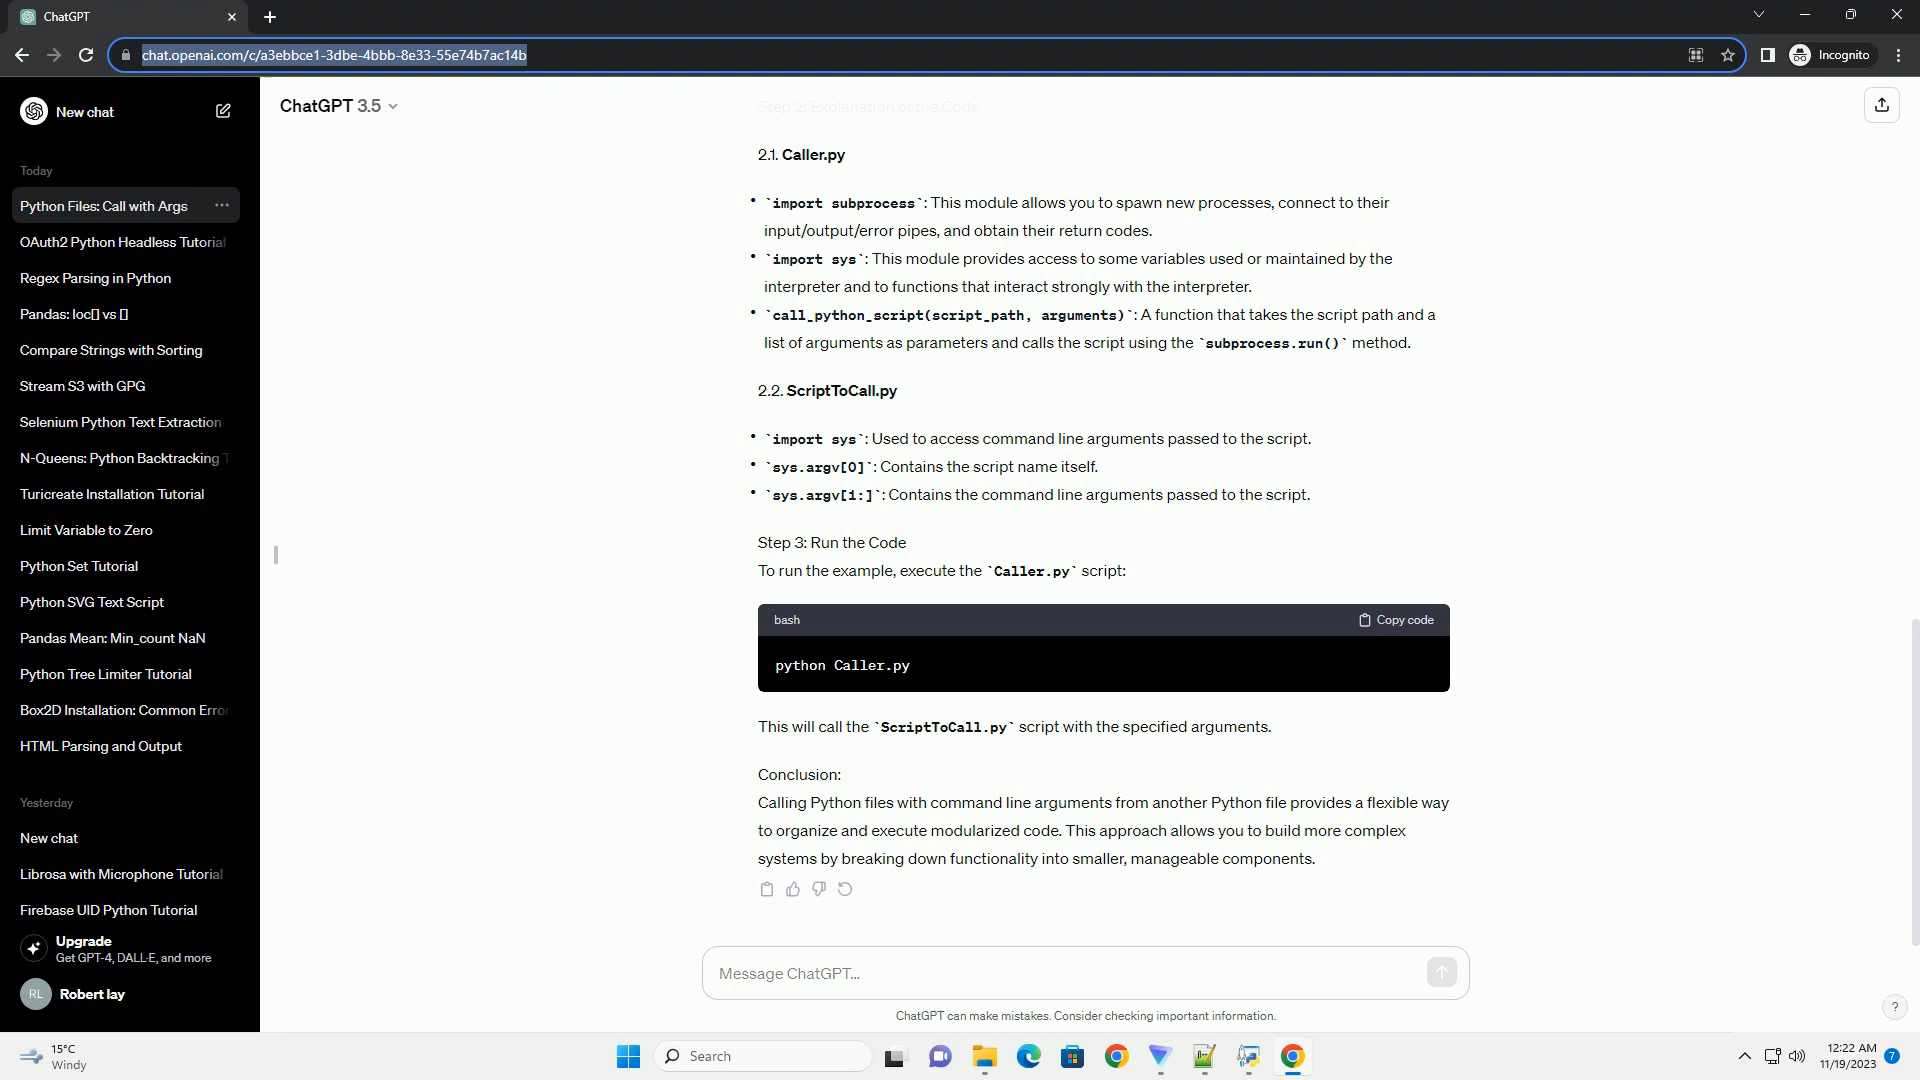 ChatGPT
chat.openai.com/c/a3ebbce1-3dbe-4bbb-8e33-55e74b7ac14b
Incognito
New chat
Today
Python Files: Call with Args
OAuth2 Python Headless Tutorial
Regex Parsing in Python
Pandas: loc[] vs []
Compare Strings with Sorting
Stream S3 with GPG
Selenium Python Text Extraction
N-Queens: Python Backtracking T
Turicreate Installation Tutorial
Limit Variable to Zero
Python Set Tutorial
Python SVG Text Script
Pandas Mean: Min_count NaN
Python Tree Limiter Tutorial
Box2D Installation: Common Error
HTML Parsing and Output
Yesterday
New chat
Librosa with Microphone Tutorial
Firebase UID Python Tutorial
Upgrade
Get GPT-4, DALL·E, and more
RL Robert lay
ChatGPT 3.5
Step 2: Explanation of the Code
2.1. Caller.py
• `import subprocess`: This module allows you to spawn new processes, connect to their
input/output/error pipes, and obtain their return codes.
• `import sys`: This module provides access to some variables used or maintained by the
interpreter and to functions that interact strongly with the interpreter.
• `call_python_script(script_path, arguments)`: A function that takes the script path and a
list of arguments as parameters and calls the script using the `subprocess.run()` method.
2.2. ScriptToCall.py
• `import sys`: Used to access command line arguments passed to the script.
• `sys.argv[0]`: Contains the script name itself.
• `sys.argv[1:]`: Contains the command line arguments passed to the script.
Step 3: Run the Code
To run the example, execute the `Caller.py` script:
bash
Copy code
python Caller.py
This will call the `ScriptToCall.py` script with the specified arguments.
Conclusion:
Calling Python files with command line arguments from another Python file provides a flexible way
to organize and execute modularized code. This approach allows you to build more complex
systems by breaking down functionality into smaller, manageable components.
Message ChatGPT...
ChatGPT can make mistakes. Consider checking important information.
?
15°C
Windy
Search
12:22 AM
11/19/2023
7